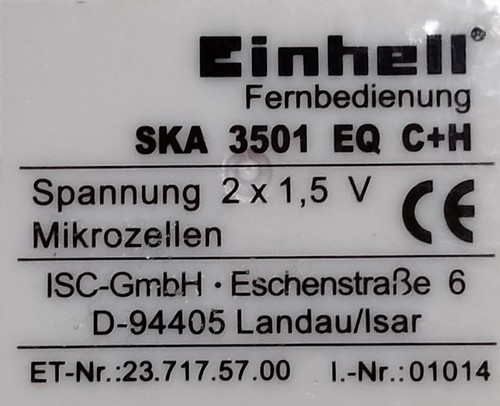 Einhell®
Fernbedienung
SKA 3501 EQ C+H
Spannung 2 x 1,5 V
Mikrozellen
CE
ISC-GmbH · Eschenstraße 6
D-94405 Landau/Isar
ET-Nr.:23.717.57.00 I.-Nr.:01014